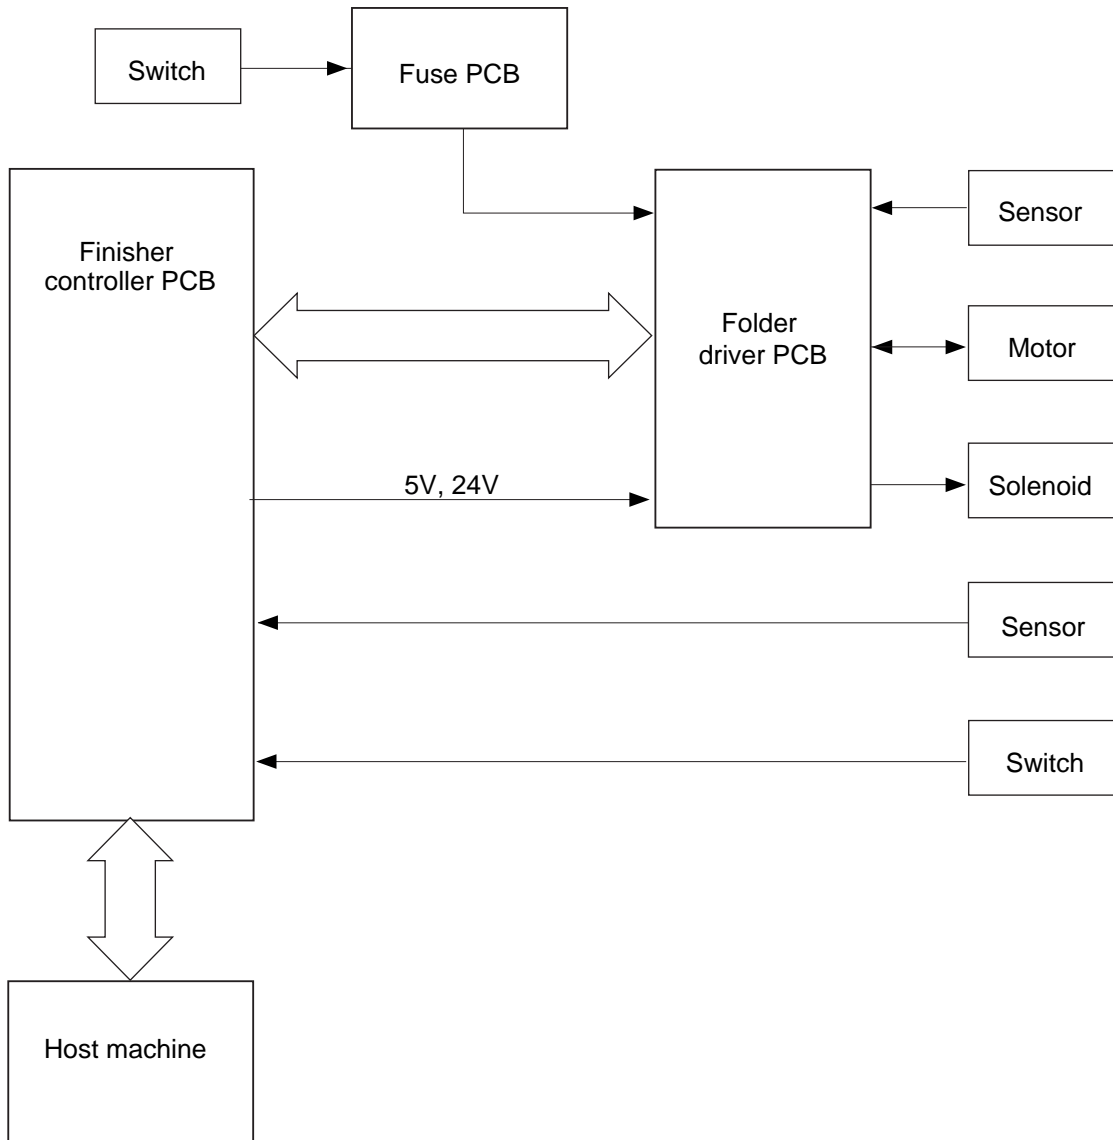 Switch
Fuse PCB
Sensor
Finisher
controller PCB
Folder
driver PCB
Motor
5V, 24V
Solenoid
Sensor
Switch
Host machine